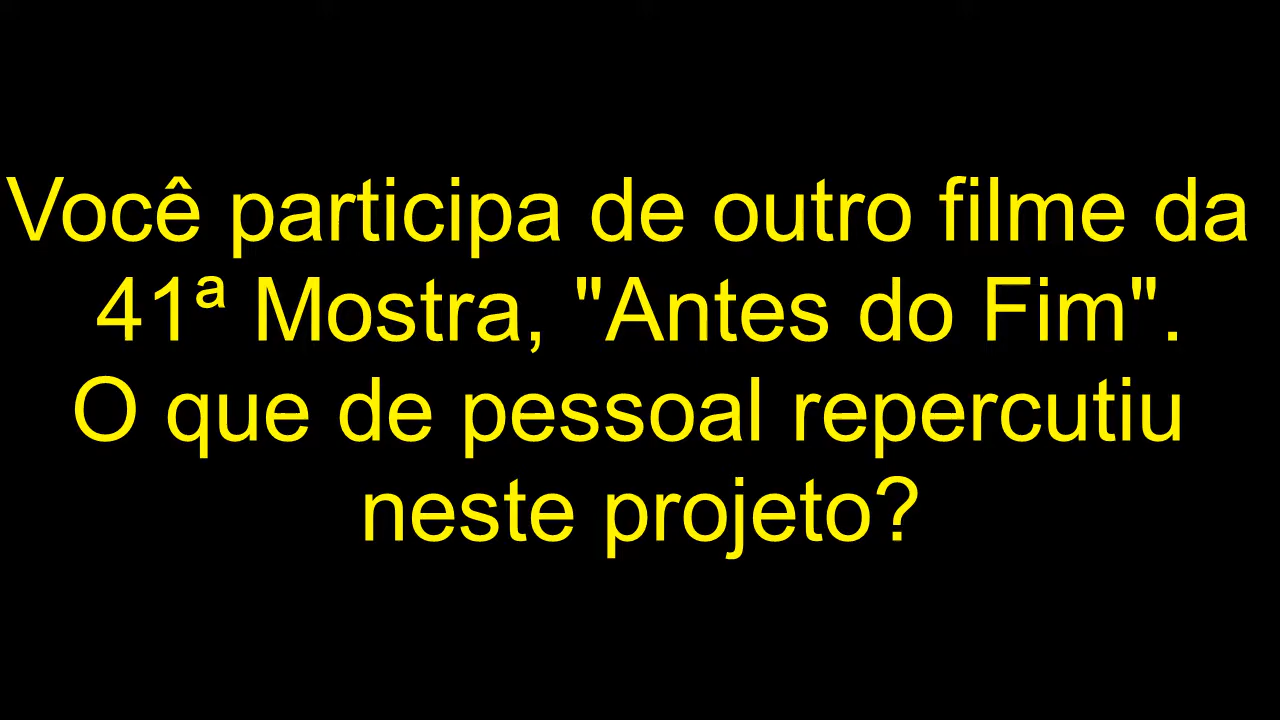 Você participa de outro filme da
41ª Mostra, "Antes do Fim".
O que de pessoal repercutiu
neste projeto?